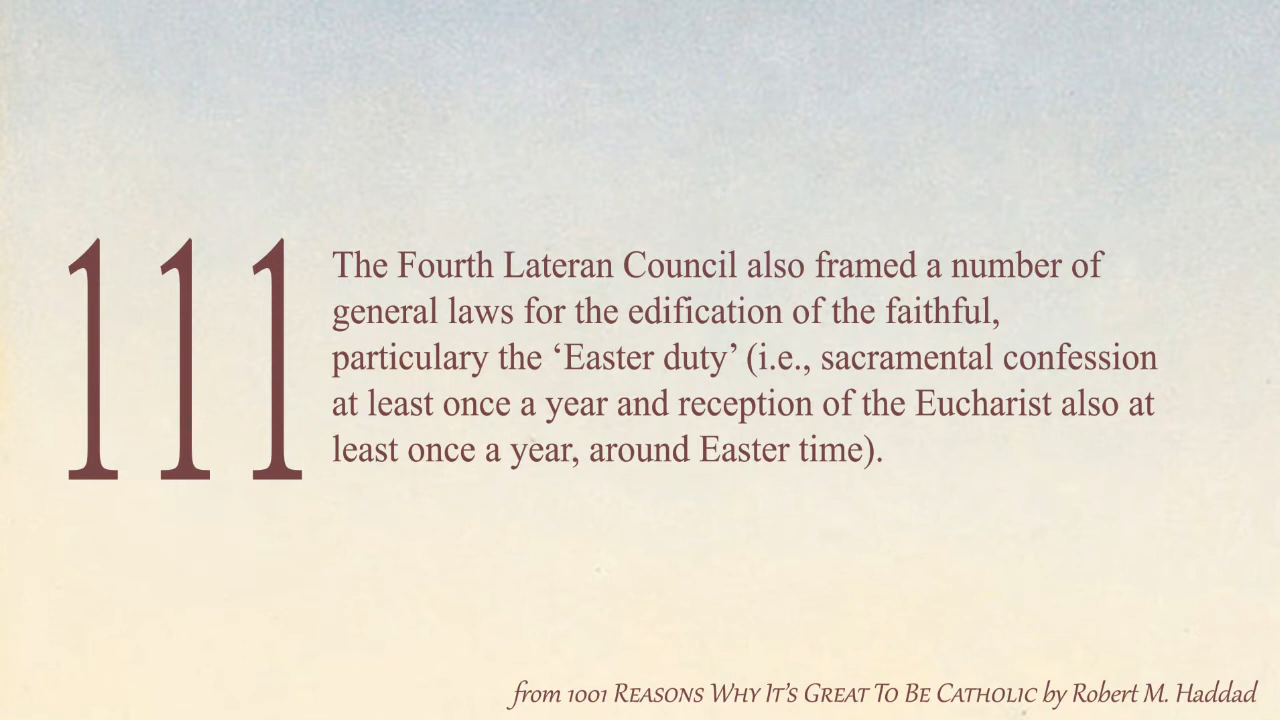 111
The Fourth Lateran Council also framed a number of
general laws for the edification of the faithful,
particulary the ‘Easter duty’ (i.e., sacramental confession
at least once a year and reception of the Eucharist also at
least once a year, around Easter time).
from 1001 Reasons Why It’s Great To Be Catholic by Robert M. Haddad